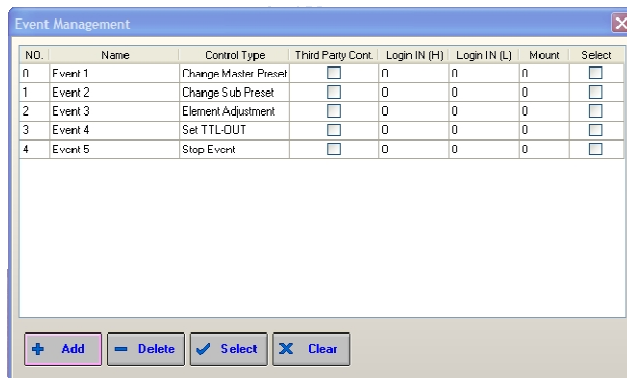 Event Management
NO. Name Control Type Third Party Cont. Login IN (H) Login IN (L) Mount Select
0 Event 1 Change Master Preset 0 0 0
1 Event 2 Change Sub Preset 0 0 0
2 Event 3 Element Adjustment 0 0 0
3 Event 4 Set TTL-OUT 0 0 0
4 Event 5 Stop Event 0 0 0
Add Delete Select Clear